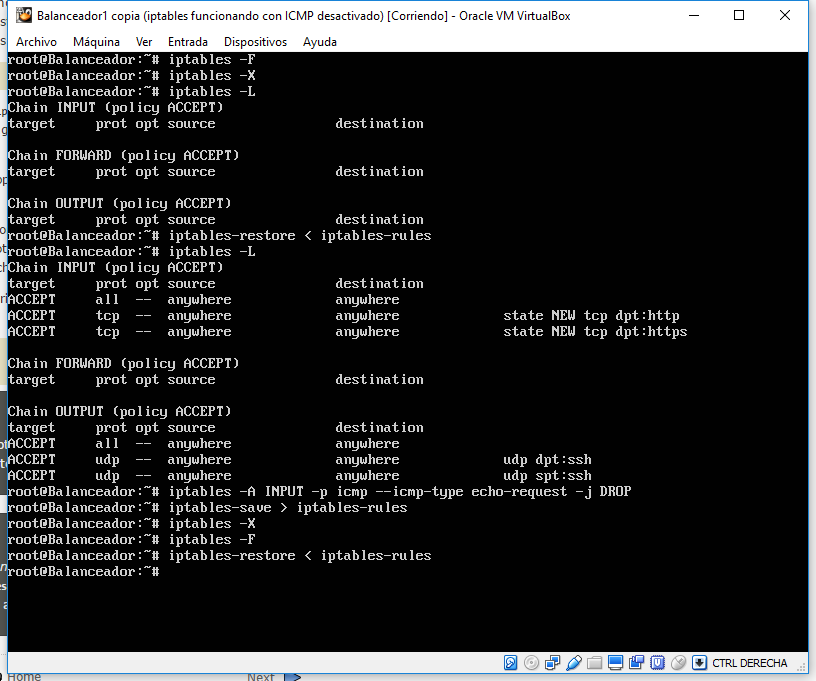 Balanceador1 copia (iptables funcionando con ICMP desactivado) [Corriendo] - Oracle VM VirtualBox
Archivo Máquina Ver Entrada Dispositivos Ayuda
root@Balanceador:~# iptables -F
root@Balanceador:~# iptables -X
root@Balanceador:~# iptables -L
Chain INPUT (policy ACCEPT)
target prot opt source destination
Chain FORWARD (policy ACCEPT)
target prot opt source destination
Chain OUTPUT (policy ACCEPT)
target prot opt source destination
root@Balanceador:~# iptables-restore < iptables-rules
root@Balanceador:~# iptables -L
Chain INPUT (policy ACCEPT)
target prot opt source destination
ACCEPT all -- anywhere anywhere
ACCEPT tcp -- anywhere anywhere state NEW tcp dpt:http
ACCEPT tcp -- anywhere anywhere state NEW tcp dpt:https
Chain FORWARD (policy ACCEPT)
target prot opt source destination
Chain OUTPUT (policy ACCEPT)
target prot opt source destination
ACCEPT all -- anywhere anywhere
ACCEPT udp -- anywhere anywhere udp dpt:ssh
ACCEPT udp -- anywhere anywhere udp spt:ssh
root@Balanceador:~# iptables -A INPUT -p icmp --icmp-type echo-request -j DROP
root@Balanceador:~# iptables-save > iptables-rules
root@Balanceador:~# iptables -X
root@Balanceador:~# iptables -F
root@Balanceador:~# iptables-restore < iptables-rules
root@Balanceador:~#
CTRL DERECHA
Home Next